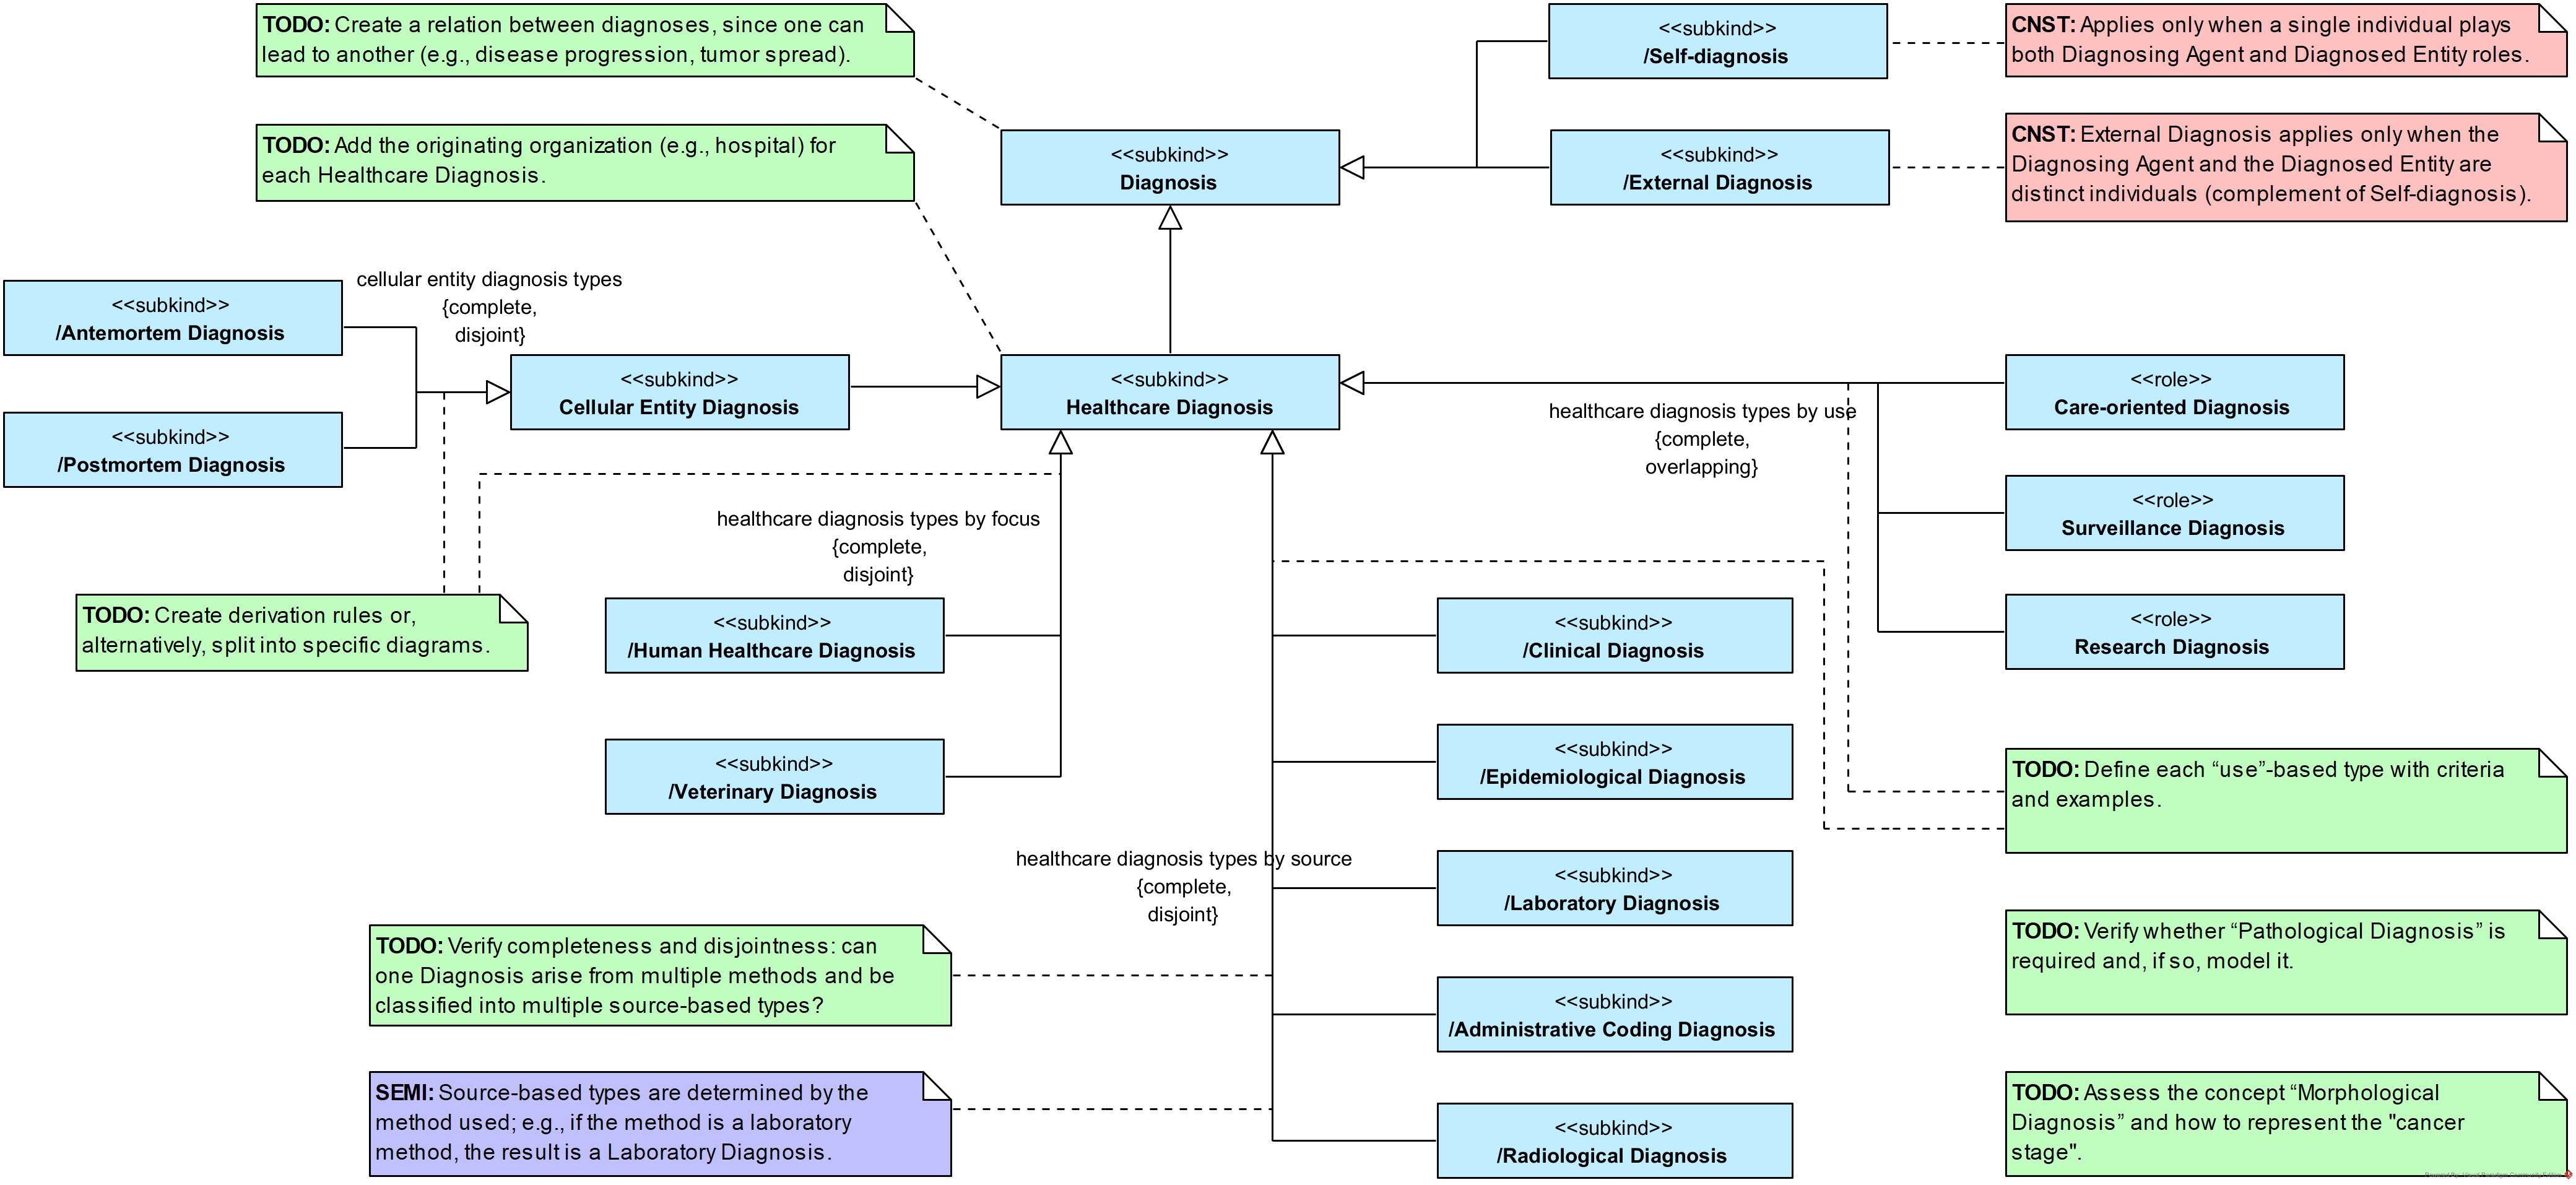 TODO: Create a relation between diagnoses, since one can
lead to another (e.g., disease progression, tumor spread).
<<subkind>>
/Self-diagnosis
CNST: Applies only when a single individual plays
both Diagnosing Agent and Diagnosed Entity roles.
TODO: Add the originating organization (e.g., hospital) for
each Healthcare Diagnosis.
<<subkind>>
Diagnosis
<<subkind>>
/External Diagnosis
CNST: External Diagnosis applies only when the
Diagnosing Agent and the Diagnosed Entity are
distinct individuals (complement of Self-diagnosis).
<<subkind>>
/Antemortem Diagnosis
cellular entity diagnosis types
{complete,
disjoint}
<<subkind>>
/Postmortem Diagnosis
<<subkind>>
Cellular Entity Diagnosis
<<subkind>>
Healthcare Diagnosis
healthcare diagnosis types by use
{complete,
overlapping}
<<role>>
Care-oriented Diagnosis
<<role>>
Surveillance Diagnosis
<<role>>
Research Diagnosis
healthcare diagnosis types by focus
{complete,
disjoint}
TODO: Create derivation rules or,
alternatively, split into specific diagrams.
<<subkind>>
/Human Healthcare Diagnosis
<<subkind>>
/Veterinary Diagnosis
<<subkind>>
/Clinical Diagnosis
<<subkind>>
/Epidemiological Diagnosis
healthcare diagnosis types by source
{complete,
disjoint}
<<subkind>>
/Laboratory Diagnosis
<<subkind>>
/Administrative Coding Diagnosis
<<subkind>>
/Radiological Diagnosis
TODO: Define each “use”-based type with criteria
and examples.
TODO: Verify whether “Pathological Diagnosis” is
required and, if so, model it.
TODO: Assess the concept “Morphological
Diagnosis” and how to represent the "cancer
stage".
TODO: Verify completeness and disjointness: can
one Diagnosis arise from multiple methods and be
classified into multiple source-based types?
SEMI: Source-based types are determined by the
method used; e.g., if the method is a laboratory
method, the result is a Laboratory Diagnosis.